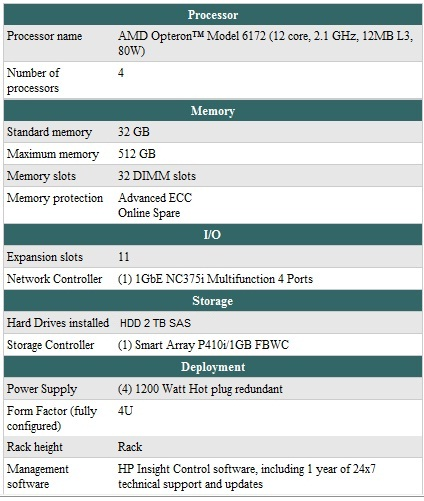 Processor
Processor name AMD Opteron™ Model 6172 (12 core, 2.1 GHz, 12MB L3,
80W)
Number of 4
processors
Memory
Standard memory 32 GB
Maximum memory 512 GB
Memory slots 32 DIMM slots
Memory protection Advanced ECC
Online Spare
I/O
Expansion slots 11
Network Controller (1) 1GbE NC375i Multifunction 4 Ports
Storage
Hard Drives installed HDD 2 TB SAS
Storage Controller (1) Smart Array P410i/1GB FBWC
Deployment
Power Supply (4) 1200 Watt Hot plug redundant
Form Factor (fully 4U
configured)
Rack height Rack
Management HP Insight Control software, including 1 year of 24x7
software technical support and updates